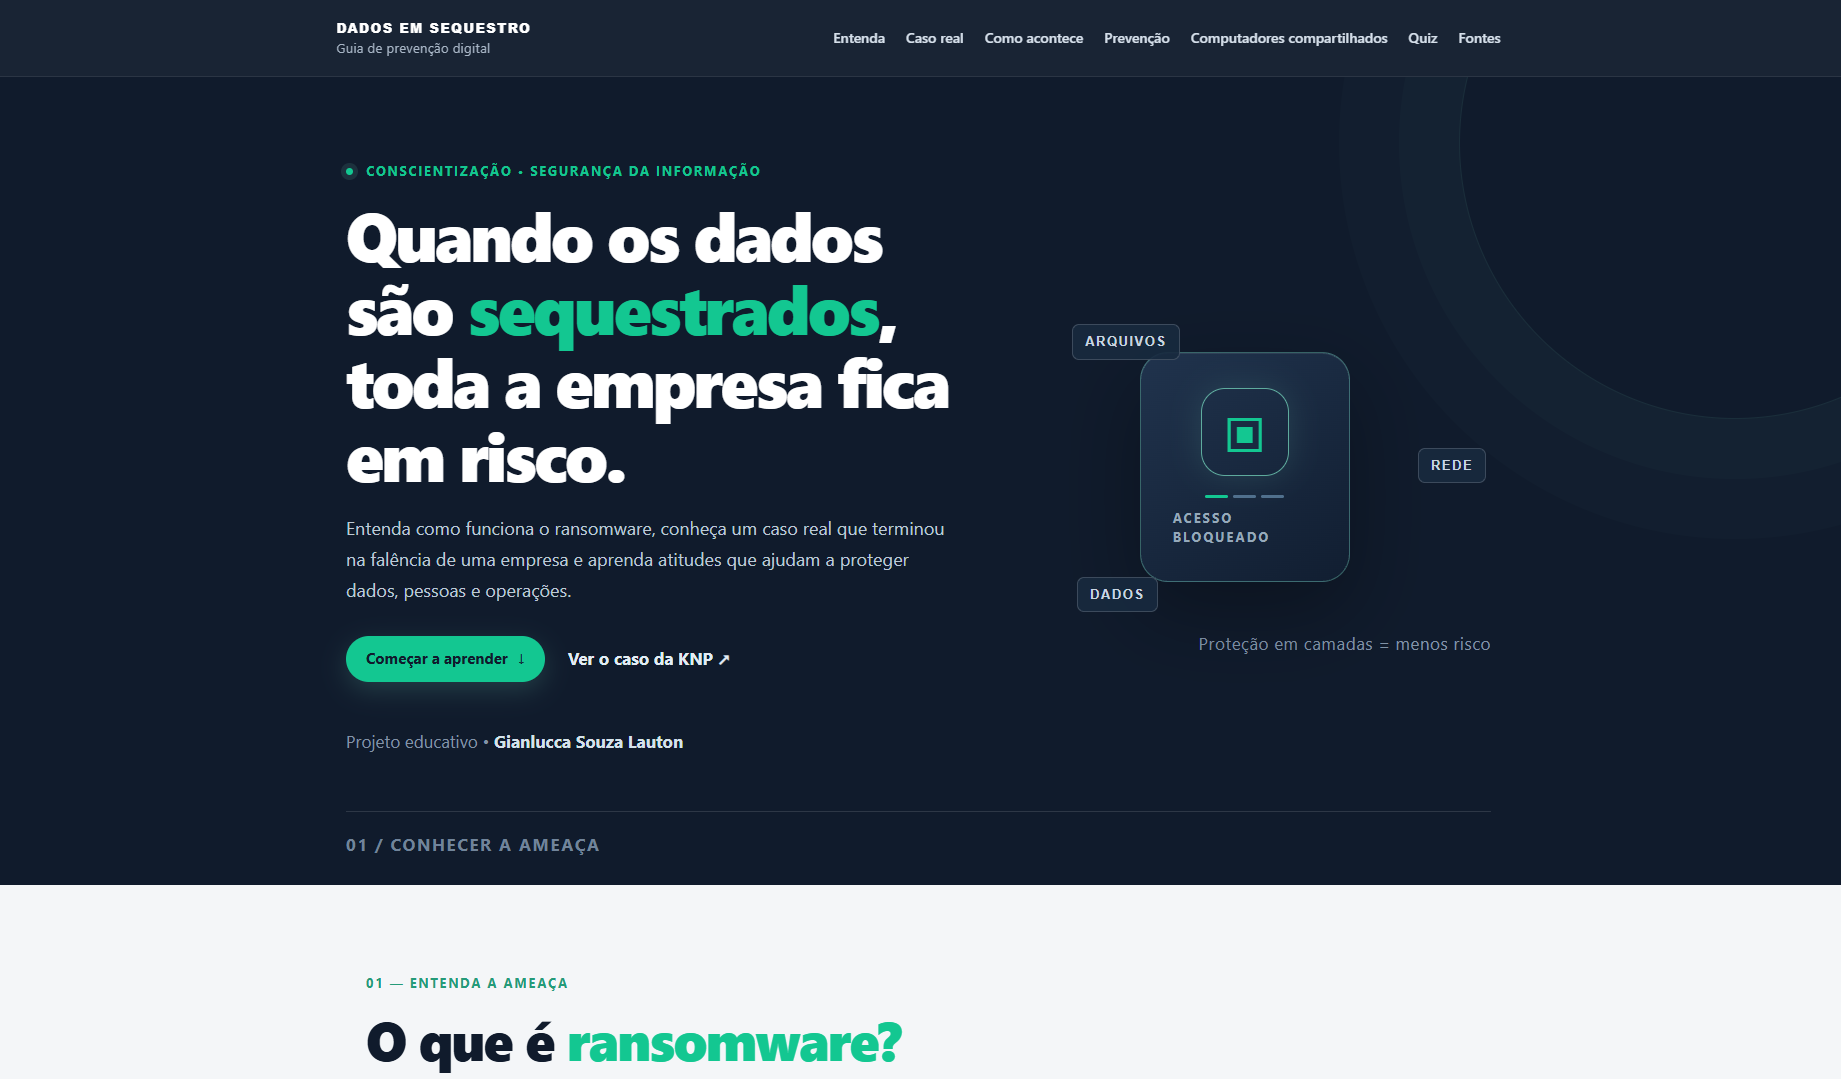 DADOS EM SEQUESTRO
Guia de prevenção digital
Entenda Caso real Como acontece Prevenção Computadores compartilhados Quiz Fontes
CONSCIENTIZAÇÃO • SEGURANÇA DA INFORMAÇÃO
Quando os dados
são sequestrados,
toda a empresa fica
em risco.
Entenda como funciona o ransomware, conheça um caso real que terminou
na falência de uma empresa e aprenda atitudes que ajudam a proteger
dados, pessoas e operações.
Começar a aprender ↓
Ver o caso da KNP ↗
Projeto educativo • Gianlucca Souza Lauton
ARQUIVOS
ACESSO
BLOQUEADO
REDE
DADOS
Proteção em camadas = menos risco
01 / CONHECER A AMEAÇA
01 — ENTENDA A AMEAÇA
O que é ransomware?